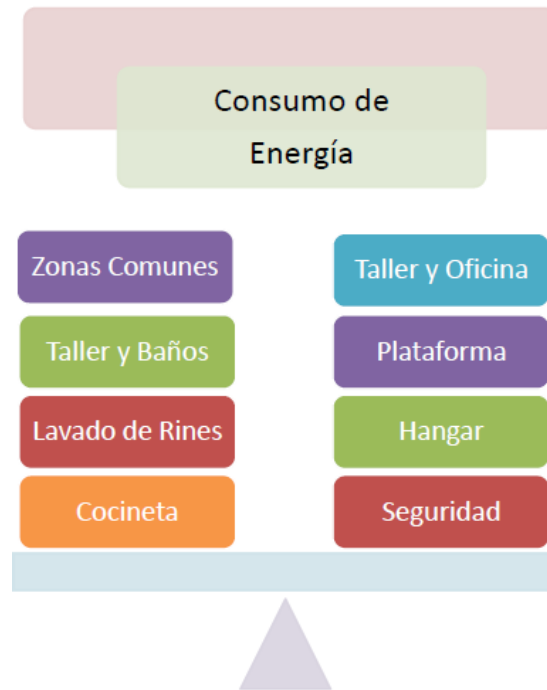 Consumo de
Energía
Zonas Comunes
Taller y Oficina
Taller y Baños
Plataforma
Lavado de Rines
Hangar
Cocineta
Seguridad